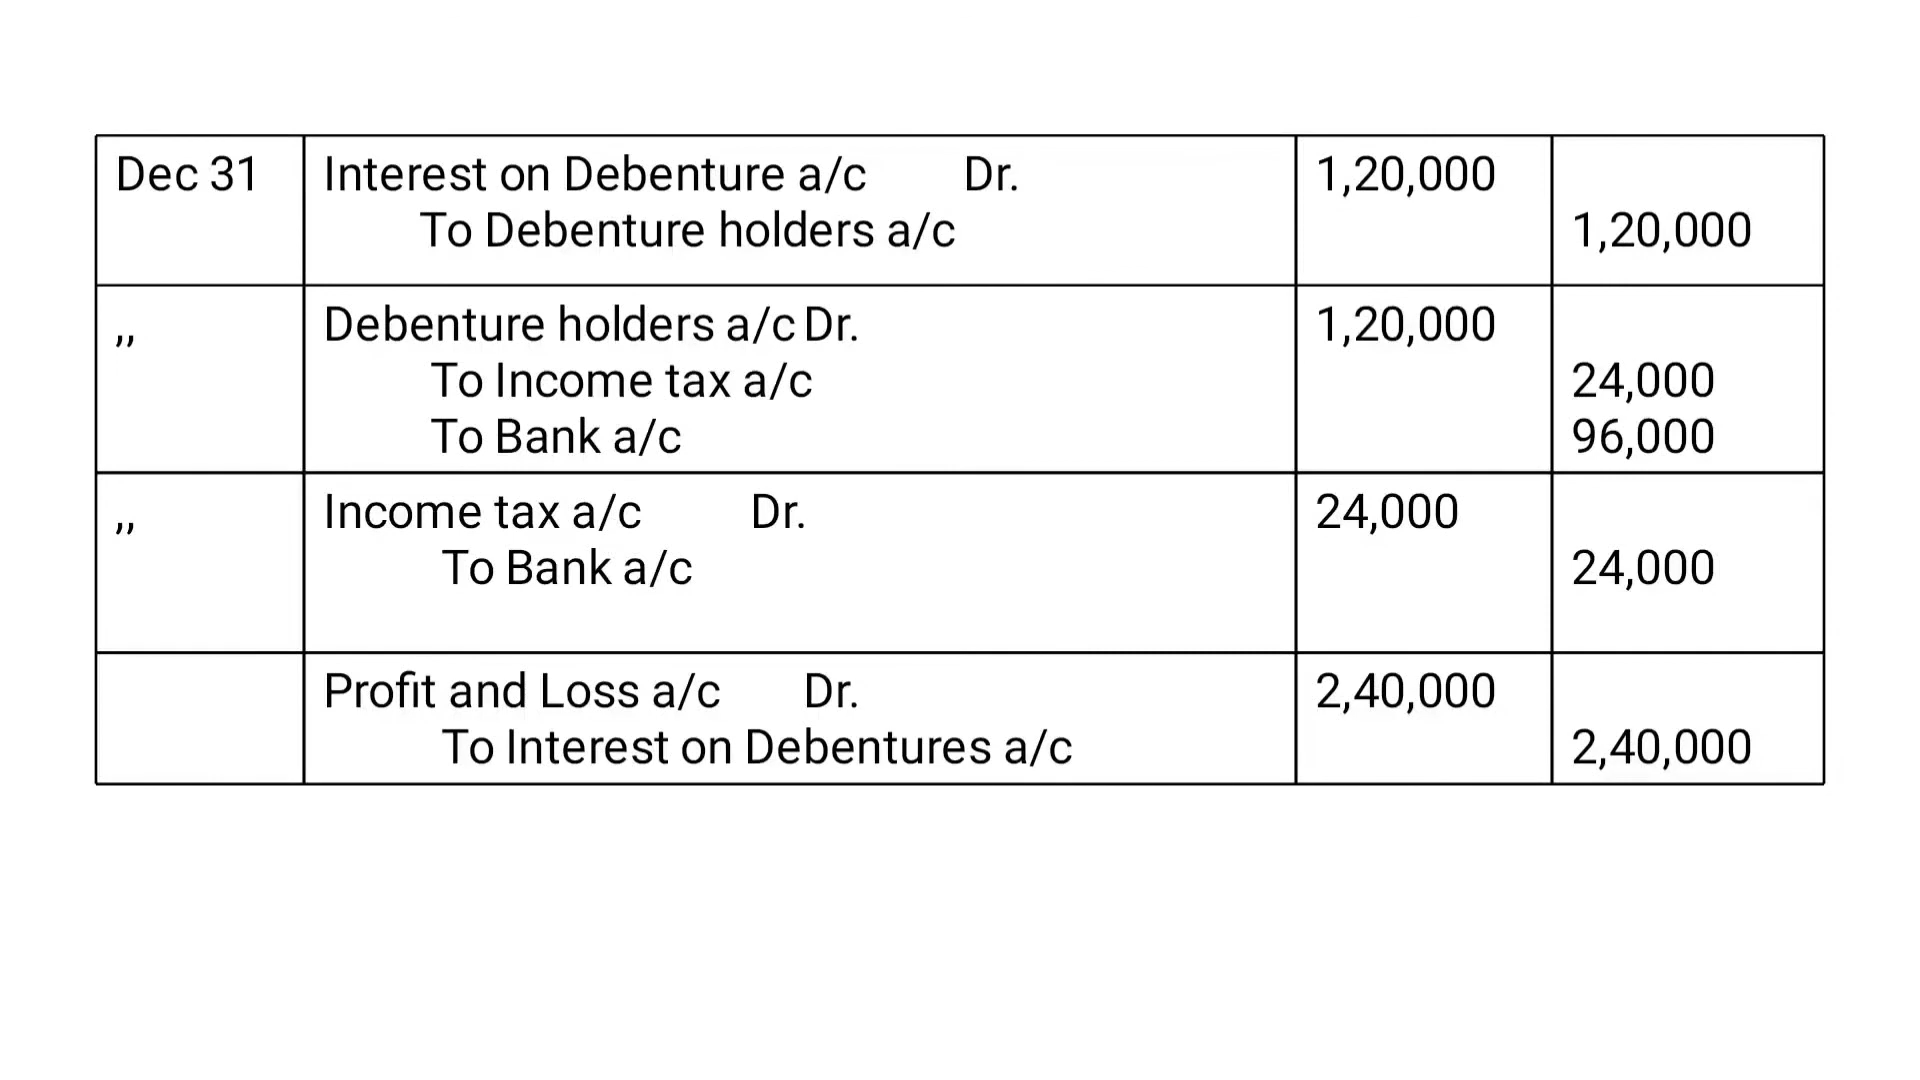 Dec 31 Interest on Debenture a/c Dr. 1,20,000
To Debenture holders a/c 1,20,000
,, Debenture holders a/c Dr. 1,20,000
To Income tax a/c 24,000
To Bank a/c 96,000
,, Income tax a/c Dr. 24,000
To Bank a/c 24,000
Profit and Loss a/c Dr. 2,40,000
To Interest on Debentures a/c 2,40,000